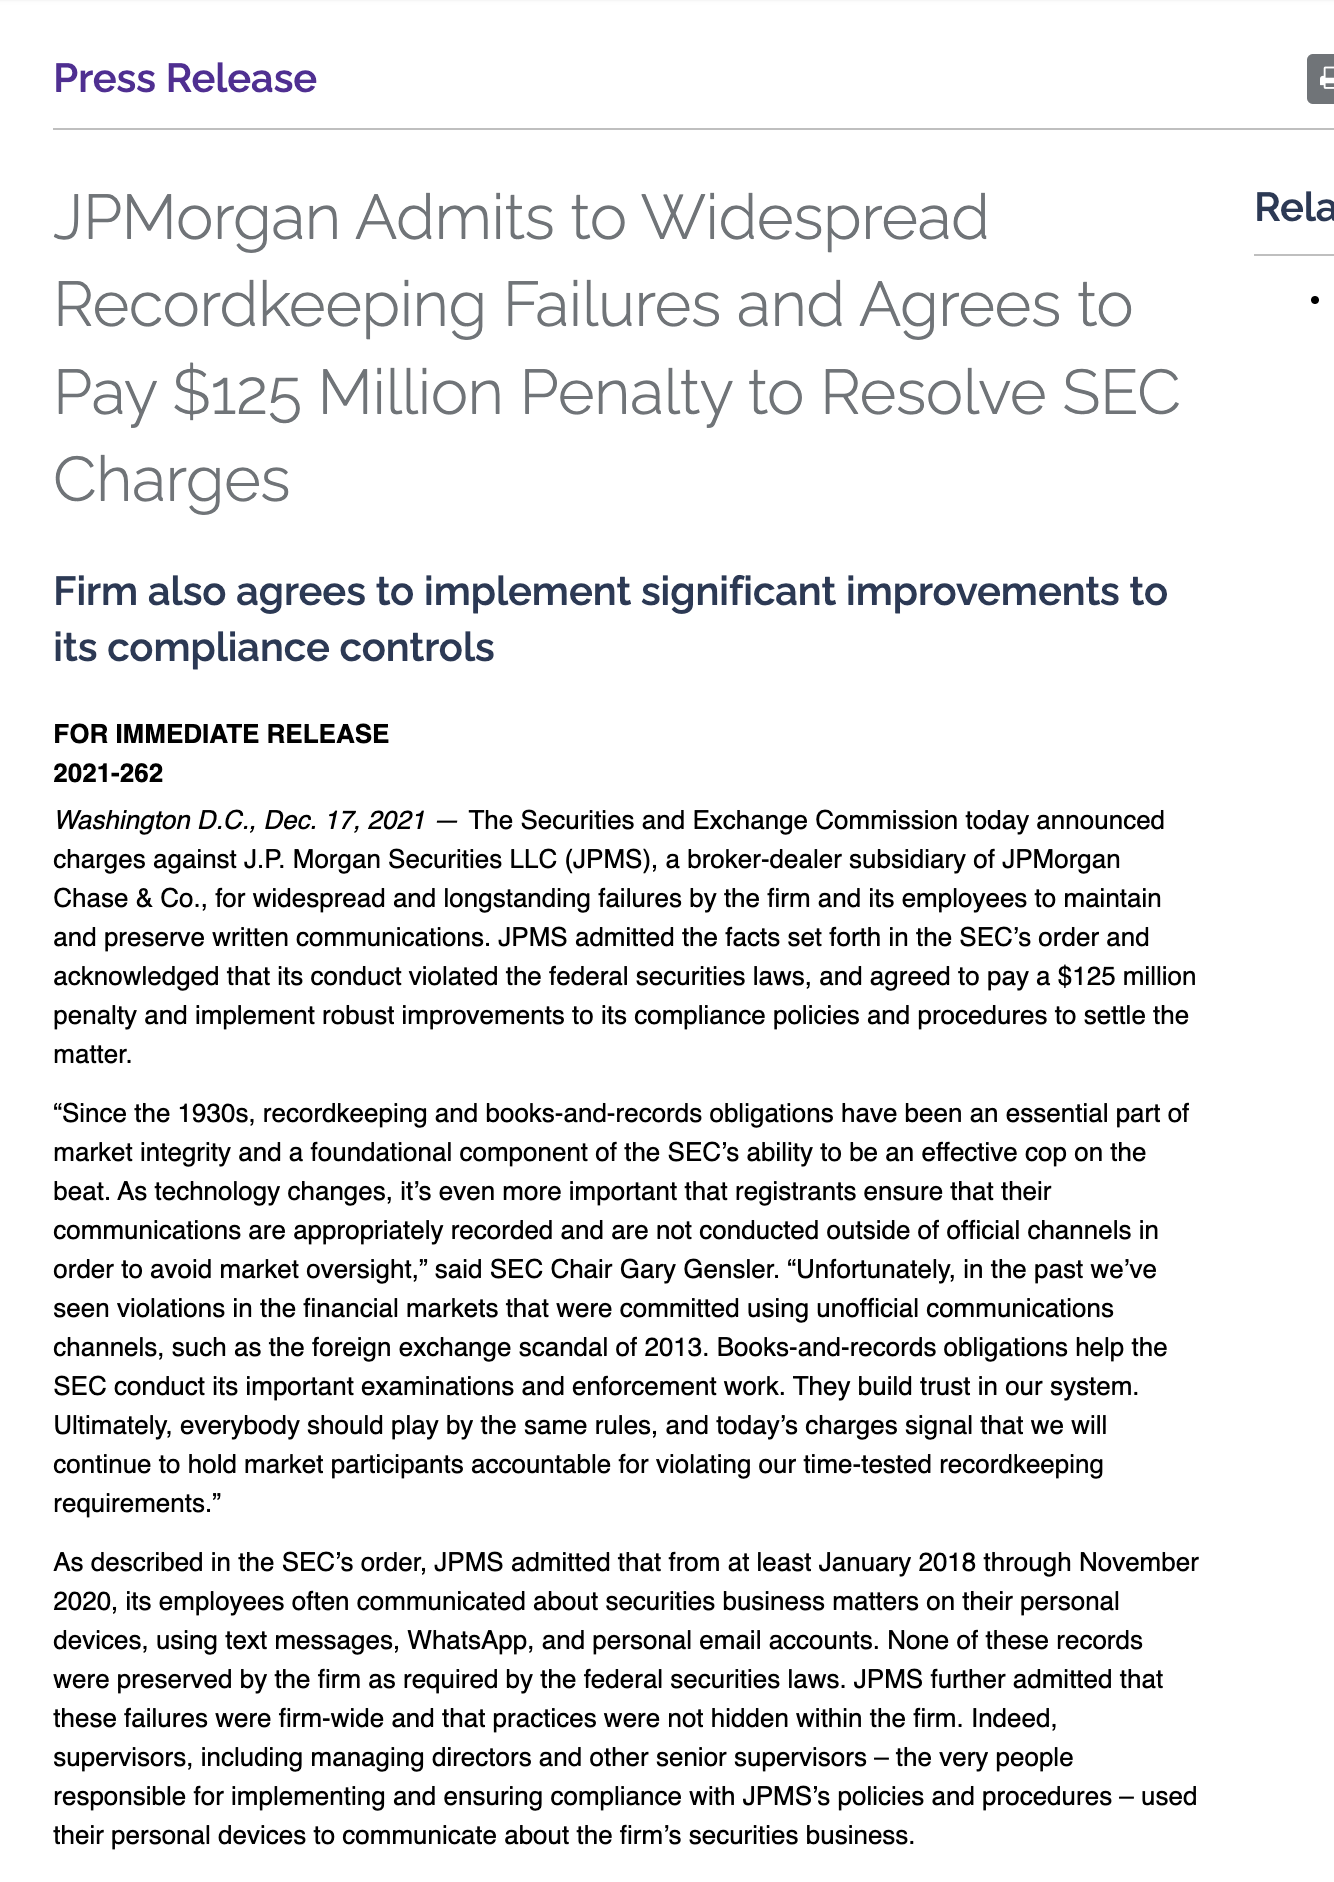 Press Release
JPMorgan Admits to Widespread
Recordkeeping Failures and Agrees to
Pay $125 Million Penalty to Resolve SEC
Charges
Rela
•
Firm also agrees to implement significant improvements to
its compliance controls
FOR IMMEDIATE RELEASE
2021-262
Washington D.C., Dec. 17, 2021 — The Securities and Exchange Commission today announced
charges against J.P. Morgan Securities LLC (JPMS), a broker-dealer subsidiary of JPMorgan
Chase & Co., for widespread and longstanding failures by the firm and its employees to maintain
and preserve written communications. JPMS admitted the facts set forth in the SEC’s order and
acknowledged that its conduct violated the federal securities laws, and agreed to pay a $125 million
penalty and implement robust improvements to its compliance policies and procedures to settle the
matter.
“Since the 1930s, recordkeeping and books-and-records obligations have been an essential part of
market integrity and a foundational component of the SEC’s ability to be an effective cop on the
beat. As technology changes, it’s even more important that registrants ensure that their
communications are appropriately recorded and are not conducted outside of official channels in
order to avoid market oversight,” said SEC Chair Gary Gensler. “Unfortunately, in the past we’ve
seen violations in the financial markets that were committed using unofficial communications
channels, such as the foreign exchange scandal of 2013. Books-and-records obligations help the
SEC conduct its important examinations and enforcement work. They build trust in our system.
Ultimately, everybody should play by the same rules, and today’s charges signal that we will
continue to hold market participants accountable for violating our time-tested recordkeeping
requirements.”
As described in the SEC’s order, JPMS admitted that from at least January 2018 through November
2020, its employees often communicated about securities business matters on their personal
devices, using text messages, WhatsApp, and personal email accounts. None of these records
were preserved by the firm as required by the federal securities laws. JPMS further admitted that
these failures were firm-wide and that practices were not hidden within the firm. Indeed,
supervisors, including managing directors and other senior supervisors – the very people
responsible for implementing and ensuring compliance with JPMS’s policies and procedures – used
their personal devices to communicate about the firm’s securities business.